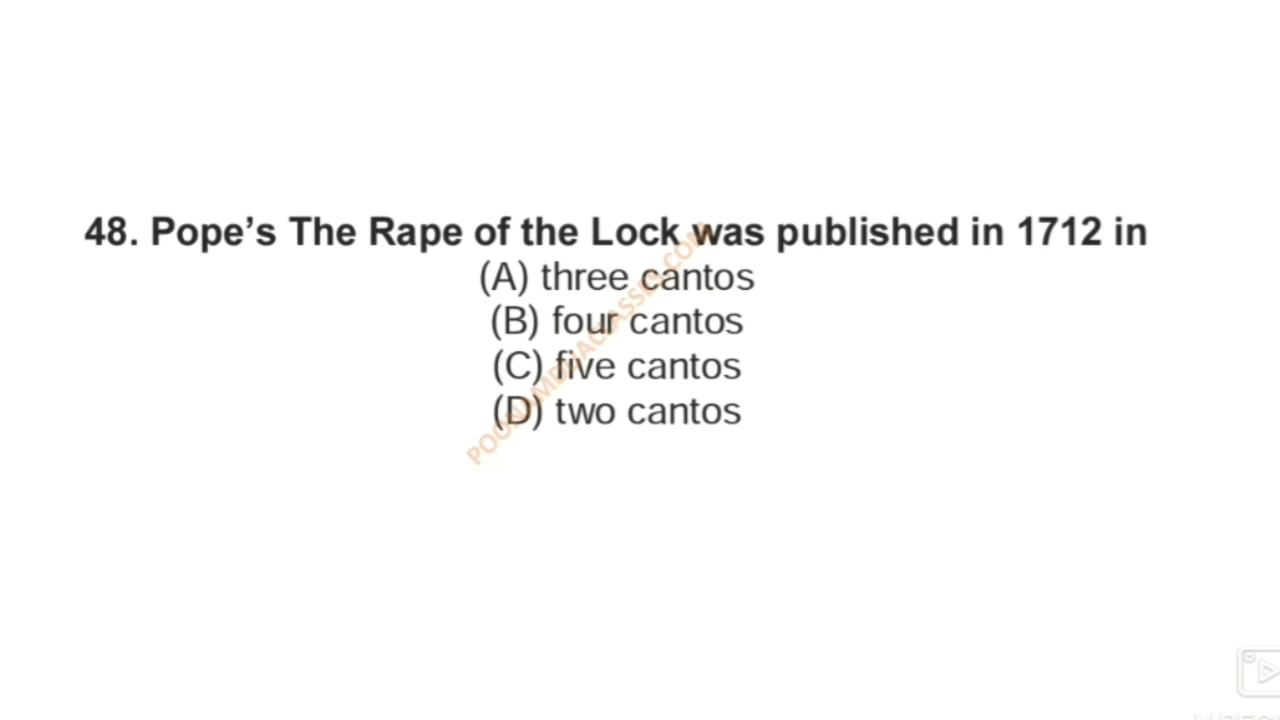 48. Pope’s The Rape of the Lock was published in 1712 in
(A) three cantos
(B) four cantos
(C) five cantos
(D) two cantos